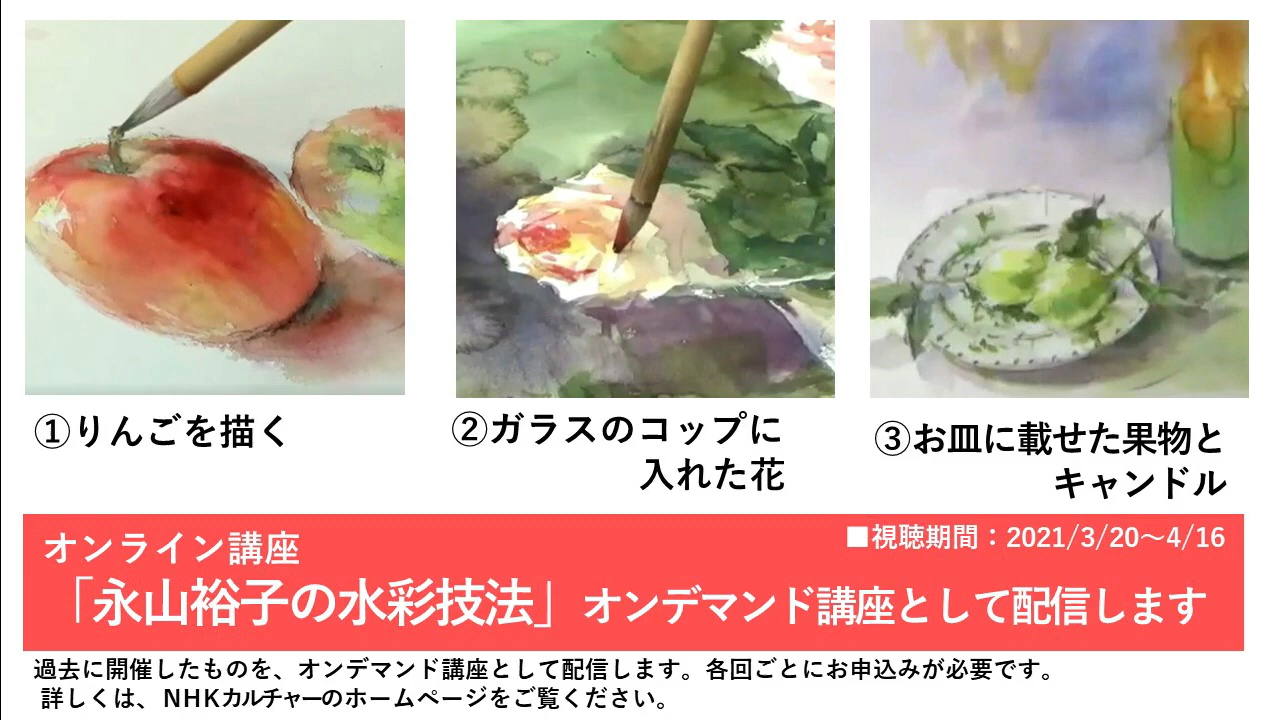 ①りんごを描く
②ガラスのコップに
入れた花
③お皿に載せた果物と
キャンドル
オンライン講座
■視聴期間：2021/3/20～4/16
「永山裕子の水彩技法」オンデマンド講座として配信します
過去に開催したものを、オンデマンド講座として配信します。各回ごとにお申込みが必要です。
詳しくは、NHKカルチャーのホームページをご覧ください。